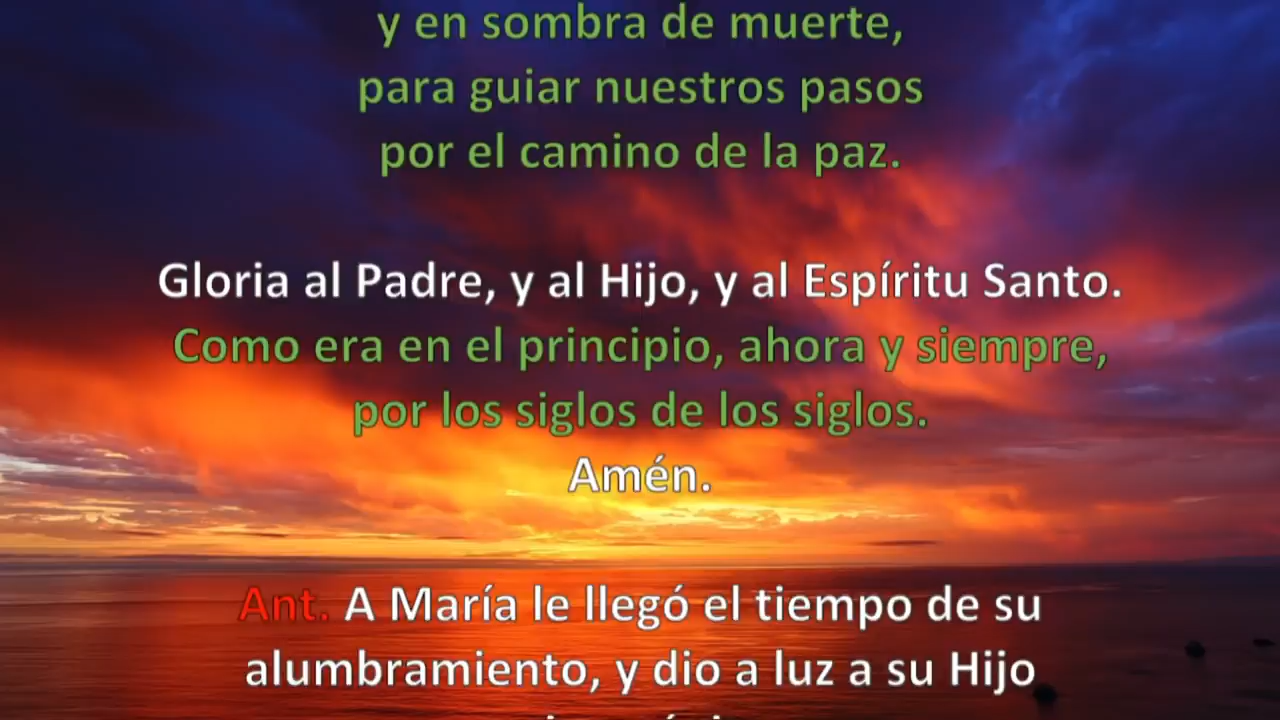 y en sombra de muerte,
para guiar nuestros pasos
por el camino de la paz.
Gloria al Padre, y al Hijo, y al Espíritu Santo.
Como era en el principio, ahora y siempre,
por los siglos de los siglos.
Amén.
Ant. A María le llegó el tiempo de su
alumbramiento, y dio a luz a su Hijo